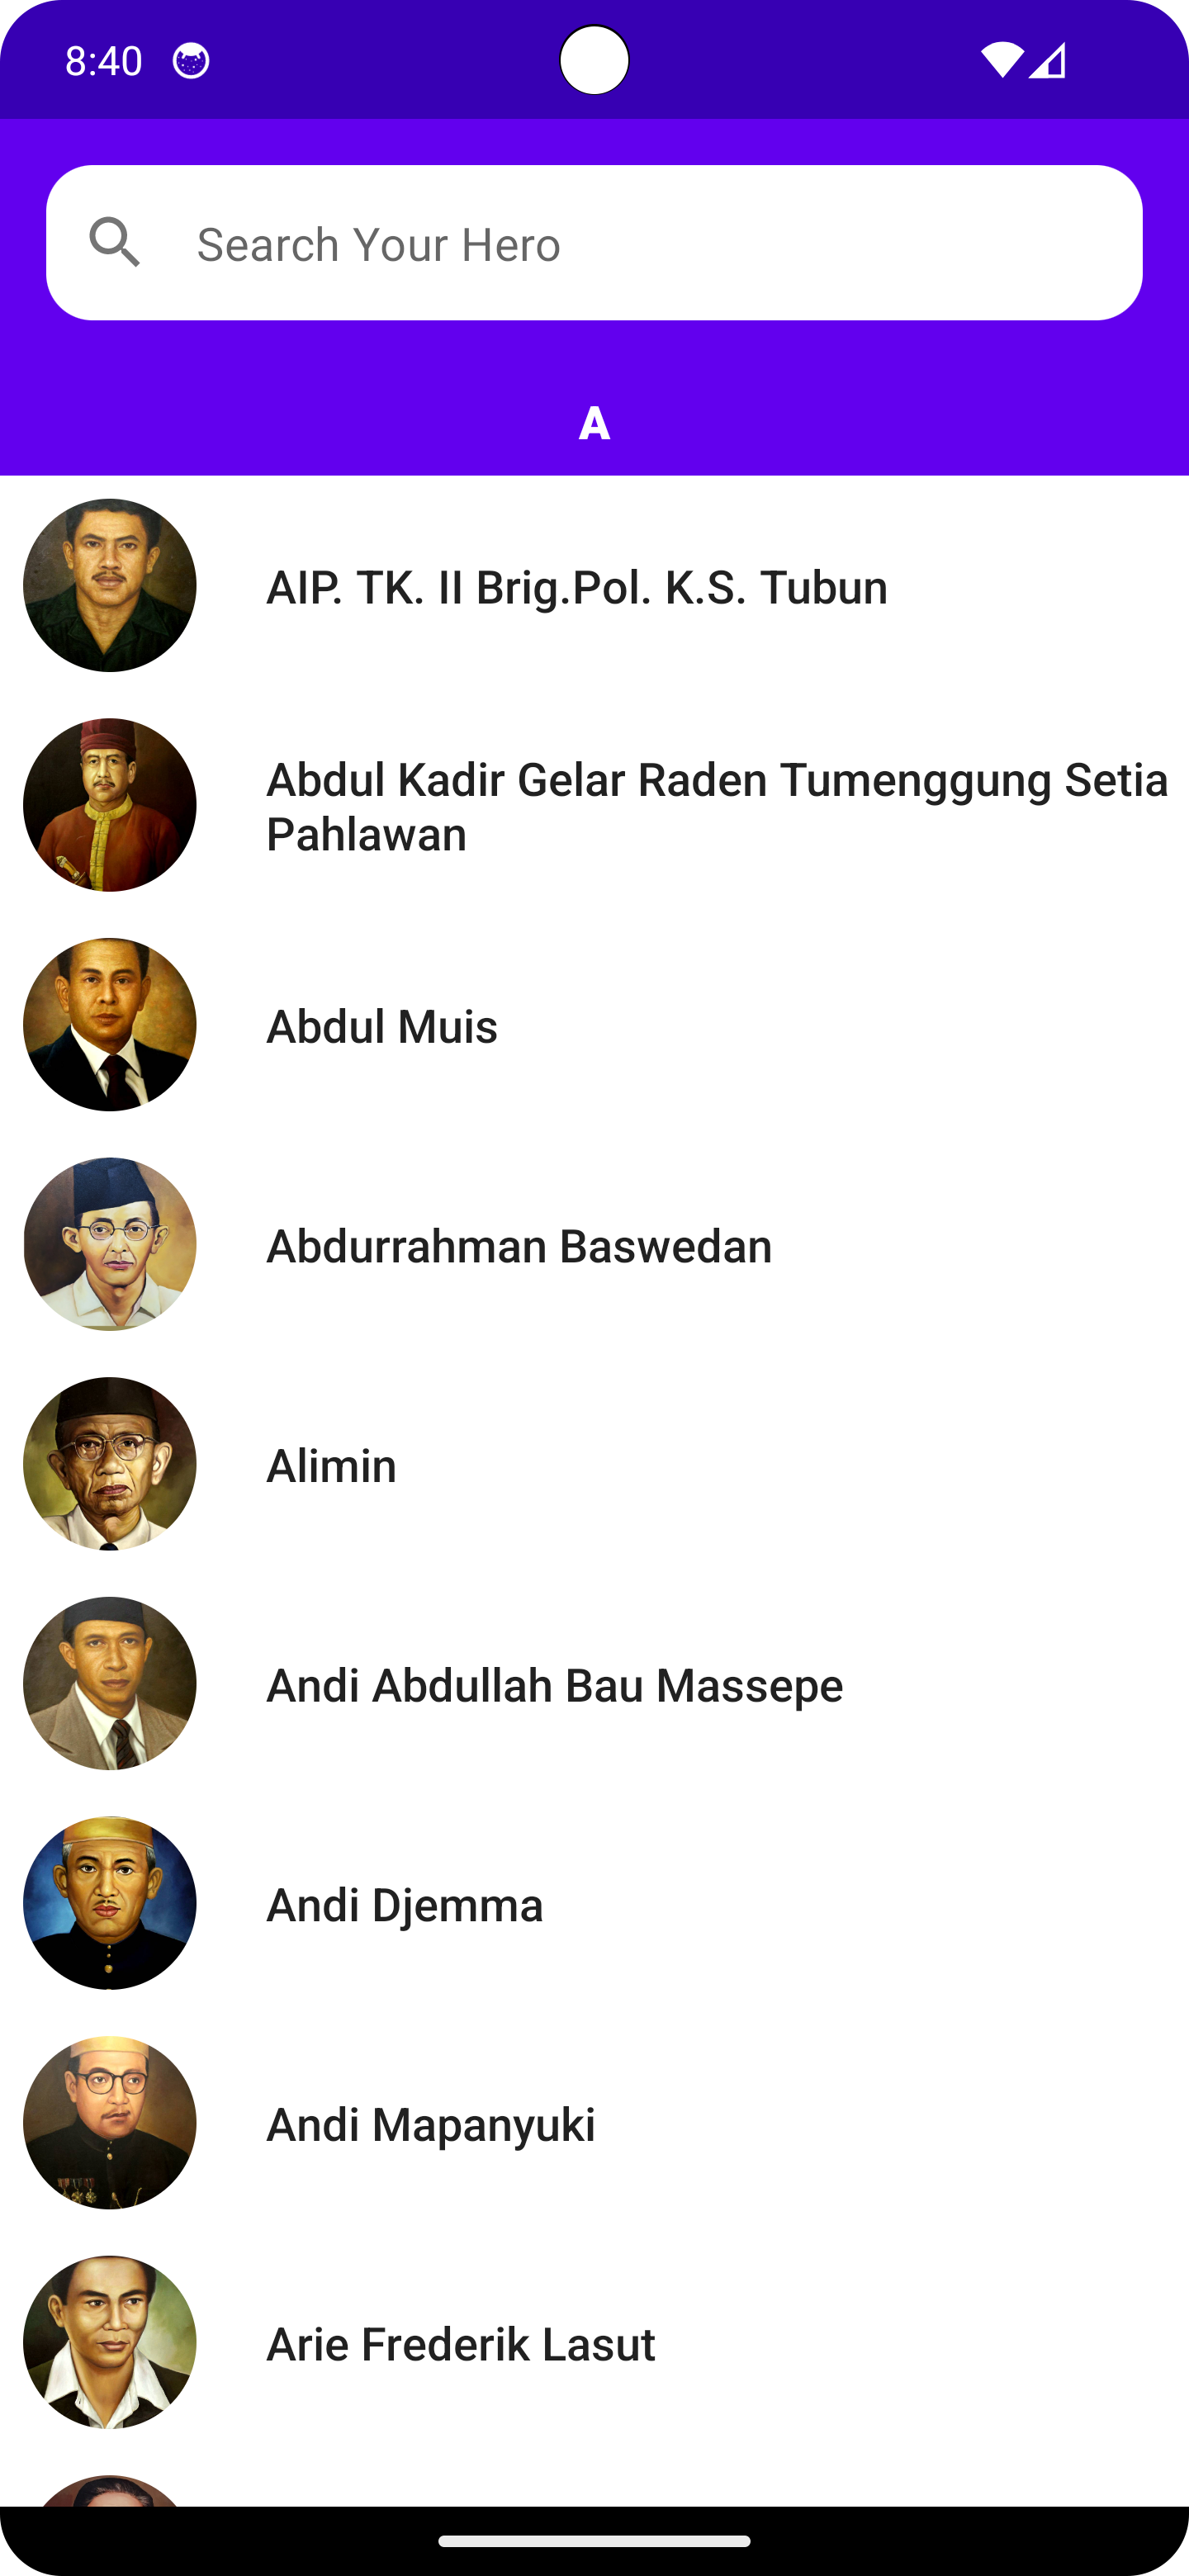 8:40
Search Your Hero
A
AIP. TK. II Brig.Pol. K.S. Tubun
Abdul Kadir Gelar Raden Tumenggung Setia
Pahlawan
Abdul Muis
Abdurrahman Baswedan
Alimin
Andi Abdullah Bau Massepe
Andi Djemma
Andi Mapanyuki
Arie Frederik Lasut